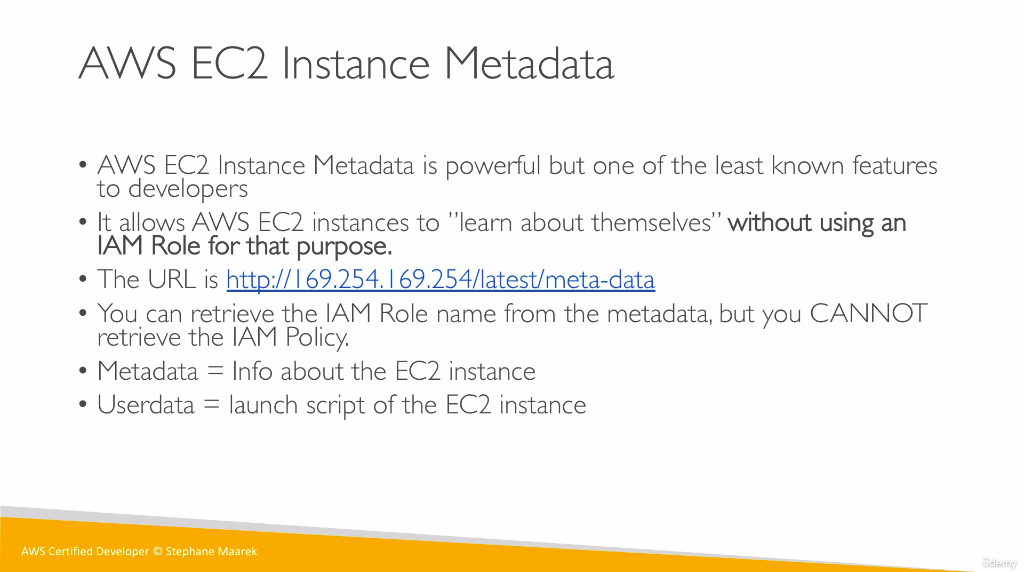 AWS EC2 Instance Metadata
• AWS EC2 Instance Metadata is powerful but one of the least known features
to developers
• It allows AWS EC2 instances to ”learn about themselves” without using an
IAM Role for that purpose.
• The URL is http://169.254.169.254/latest/meta-data
• You can retrieve the IAM Role name from the metadata, but you CANNOT
retrieve the IAM Policy.
• Metadata = Info about the EC2 instance
• Userdata = launch script of the EC2 instance
AWS Certified Developer © Stephane Maarek
ûdemy